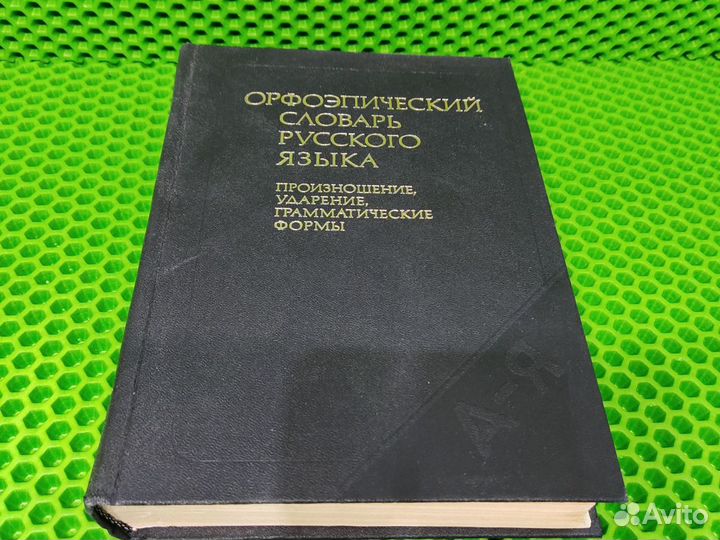 ОРФОЭПИЧЕСКИЙ
СЛОВАРЬ
РУССКОГО
ЯЗЫКА
ПРОИЗНОШЕНИЕ,
УДАРЕНИЕ,
ГРАММАТИЧЕСКИЕ
ФОРМЫ
А-Я
Avito